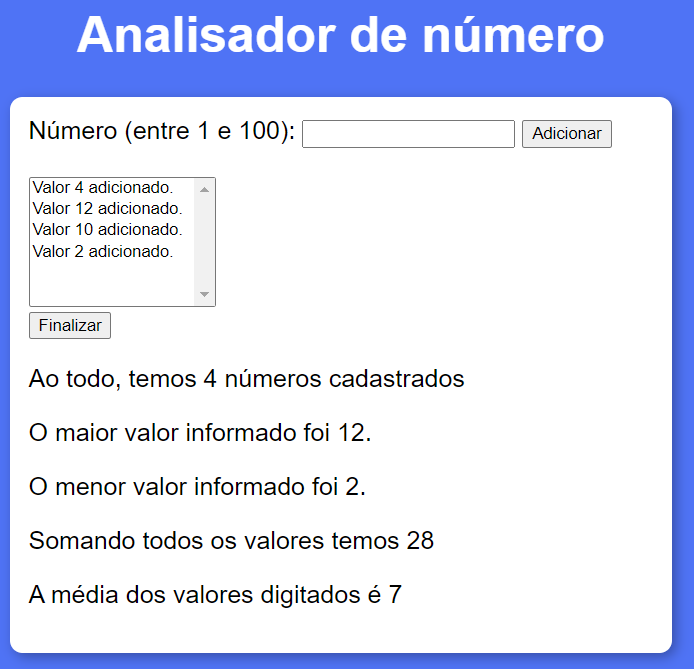 Analisador de número
Número (entre 1 e 100): Adicionar
Valor 4 adicionado.
Valor 12 adicionado.
Valor 10 adicionado.
Valor 2 adicionado.
Finalizar
Ao todo, temos 4 números cadastrados
O maior valor informado foi 12.
O menor valor informado foi 2.
Somando todos os valores temos 28
A média dos valores digitados é 7